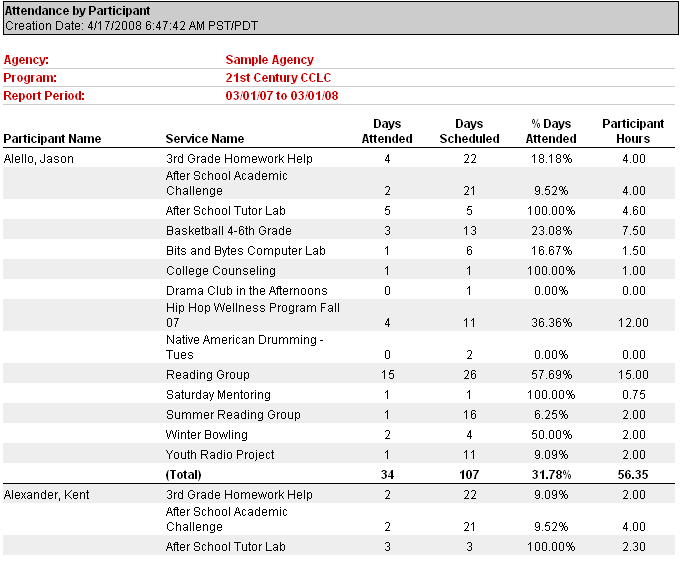 Attendance by Participant
Creation Date: 4/17/2008 6:47:42 AM PST/PDT
Agency: Sample Agency
Program: 21st Century CCLC
Report Period: 03/01/07 to 03/01/08
Days Days % Days Participant
Participant Name Service Name Attended Scheduled Attended Hours
Alello, Jason 3rd Grade Homework Help 4 22 18.18% 4.00
After School Academic
Challenge 2 21 9.52% 4.00
After School Tutor Lab 5 5 100.00% 4.60
Basketball 4-6th Grade 3 13 23.08% 7.50
Bits and Bytes Computer Lab 1 6 16.67% 1.50
College Counseling 1 1 100.00% 1.00
Drama Club in the Afternoons 0 1 0.00% 0.00
Hip Hop Wellness Program Fall
07 4 11 36.36% 12.00
Native American Drumming -
Tues 0 2 0.00% 0.00
Reading Group 15 26 57.69% 15.00
Saturday Mentoring 1 1 100.00% 0.75
Summer Reading Group 1 16 6.25% 2.00
Winter Bowling 2 4 50.00% 2.00
Youth Radio Project 1 11 9.09% 2.00
(Total) 34 107 31.78% 56.35
Alexander, Kent 3rd Grade Homework Help 2 22 9.09% 2.00
After School Academic
Challenge 2 21 9.52% 4.00
After School Tutor Lab 3 3 100.00% 2.30